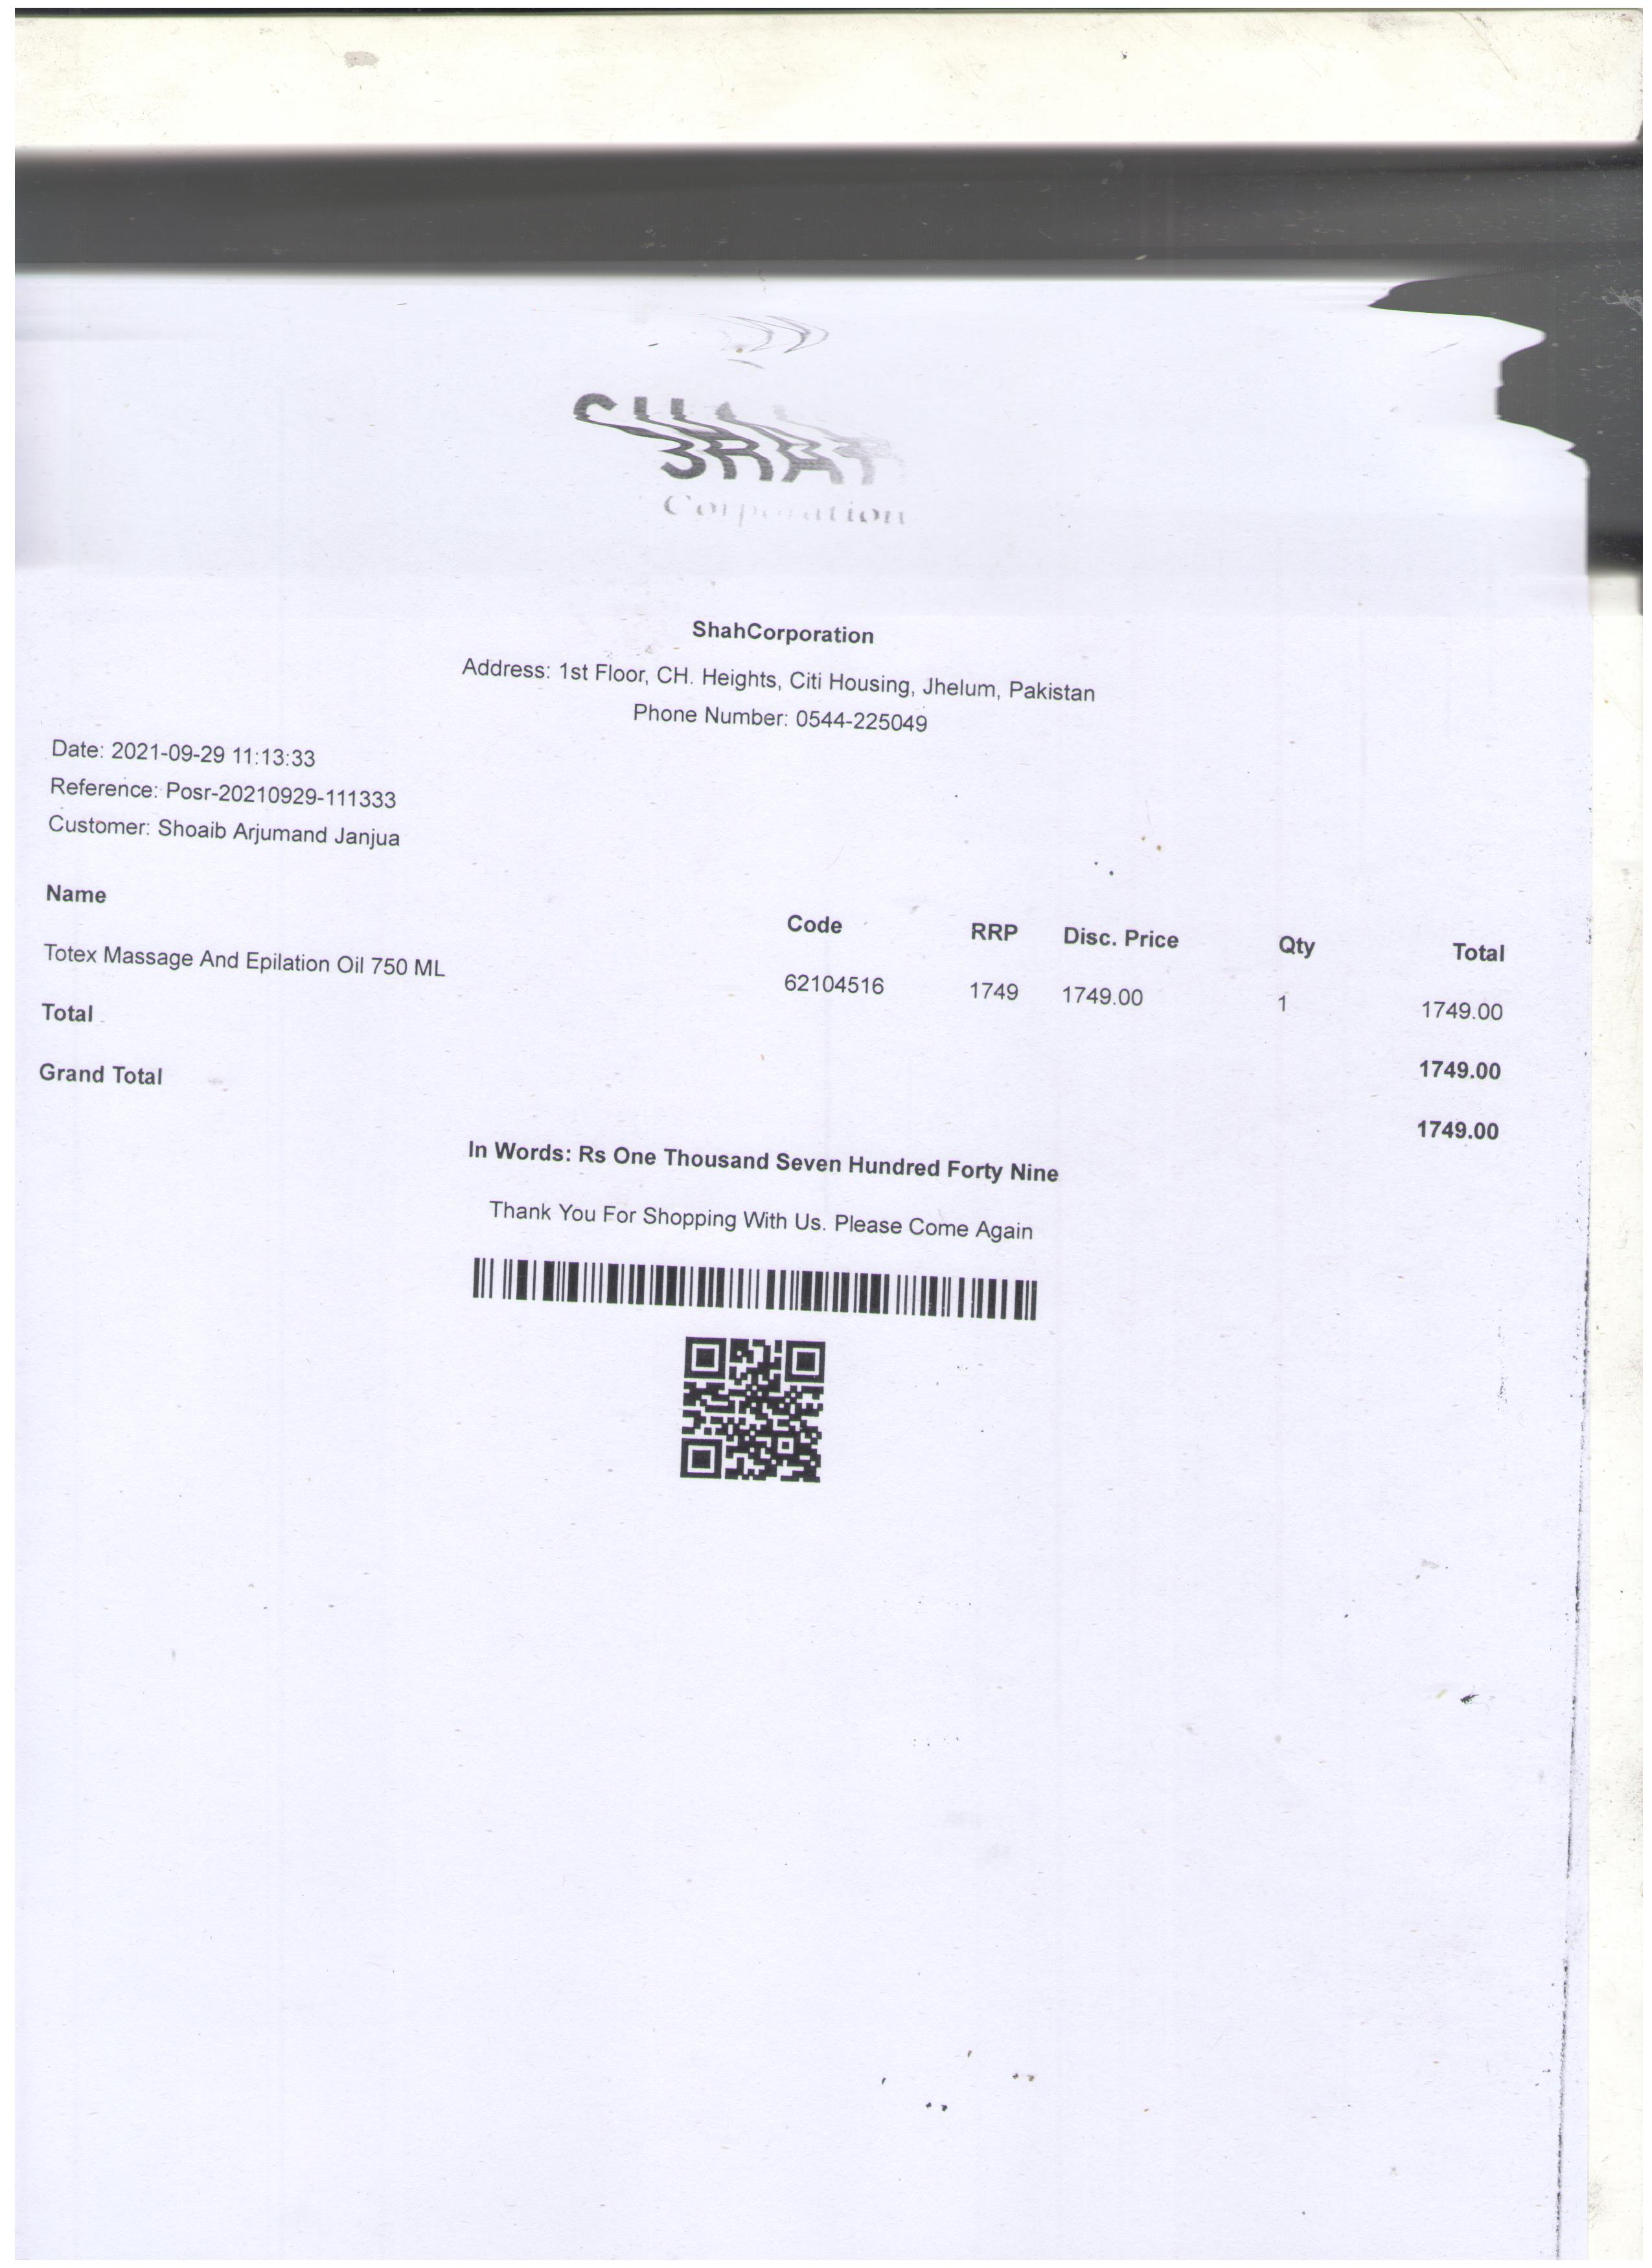 Corporation
ShahCorporation
Address: 1st Floor, CH. Heights, Citi Housing, Jhelum, Pakistan
Phone Number: 0544-225049
Date: 2021-09-29 11:13:33
Reference: Posr-20210929-111333
Customer: Shoaib Arjumand Janjua
Name Code RRP Disc. Price Qty Total
Totex Massage And Epilation Oil 750 ML 62104516 1749 1749.00 1 1749.00
Total 1749.00
Grand Total 1749.00
In Words: Rs One Thousand Seven Hundred Forty Nine
Thank You For Shopping With Us. Please Come Again